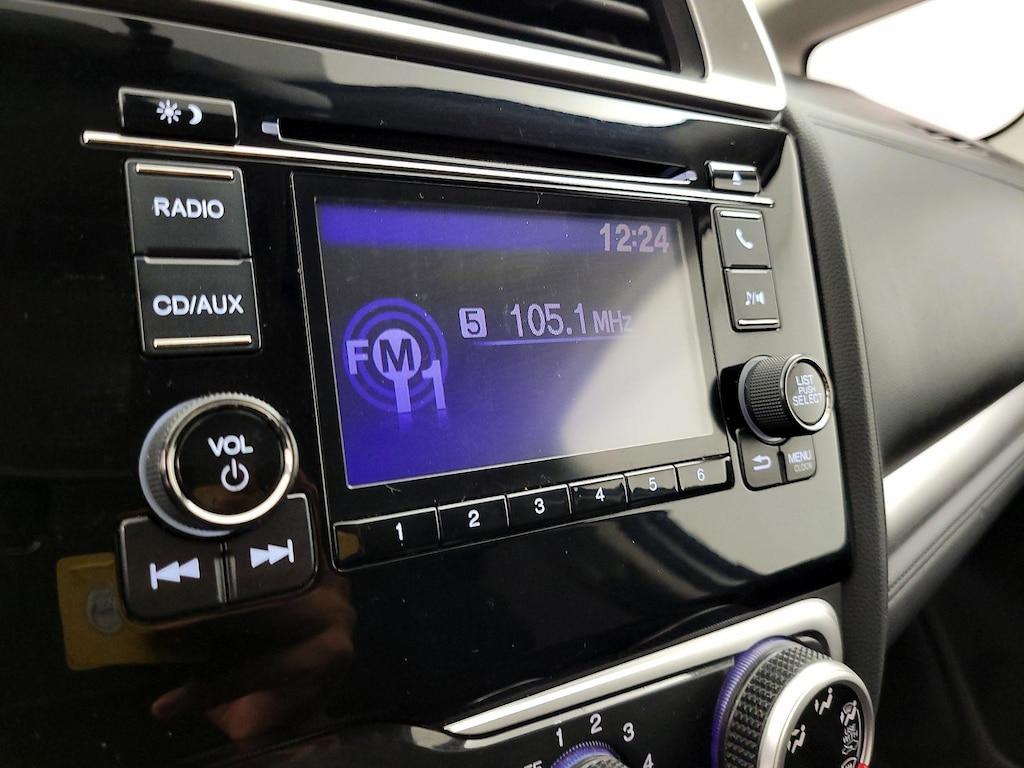 RADIO
CD/AUX
VOL
12:24
5 105.1 MHz
FM1
1 2 3 4 5 6
LIST
PUSH
SELECT
MENU
CLOCK
1 2 3 4